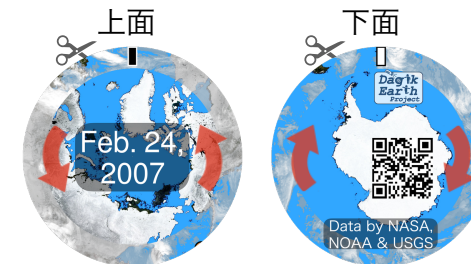 上面
下面
Feb. 24,
2007
Dagik
Earth
Project
Data by NASA,
NOAA & USGS